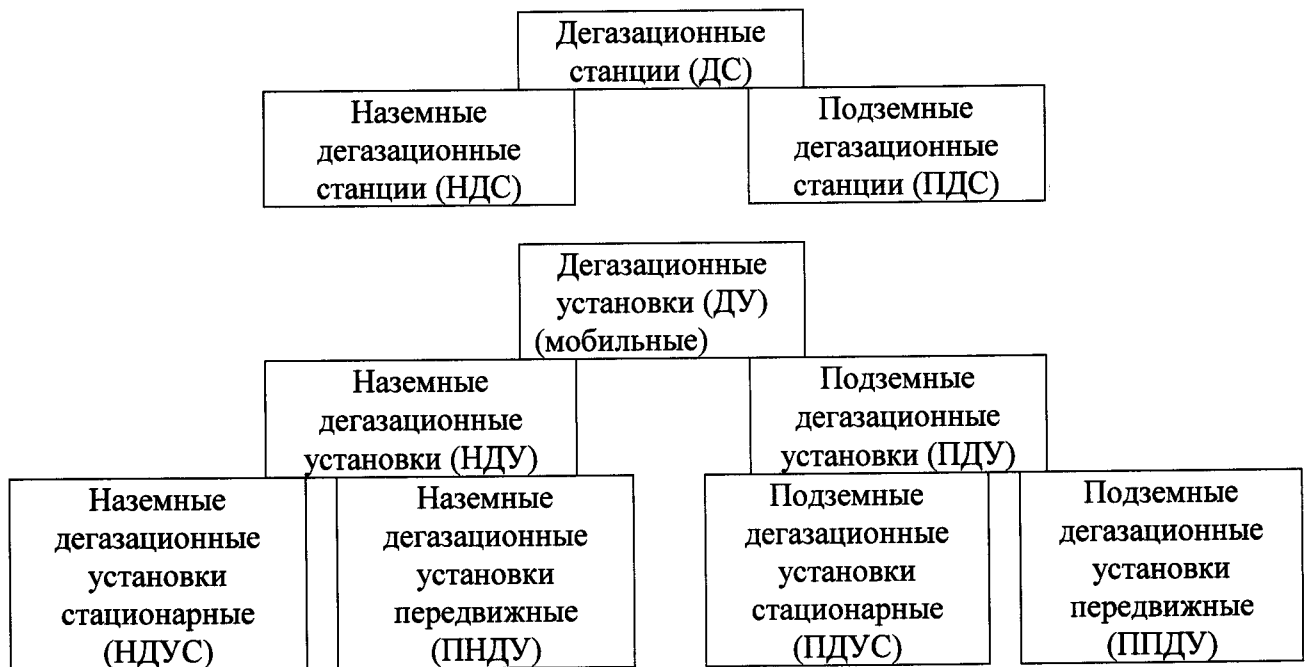 Дегазационные
станции (ДС)
Наземные
дегазационные
станции (НДС)
Подземные
дегазационные
станции (ПДС)
Дегазационные
установки (ДУ)
(мобильные)
Наземные
дегазационные
установки (НДУ)
Подземные
дегазационные
установки (ПДУ)
Наземные
дегазационные
установки
стационарные
(НДУС)
Наземные
дегазационные
установки
передвижные
(ПНДУ)
Подземные
дегазационные
установки
стационарные
(ПДУС)
Подземные
дегазационные
установки
передвижные
(ППДУ)